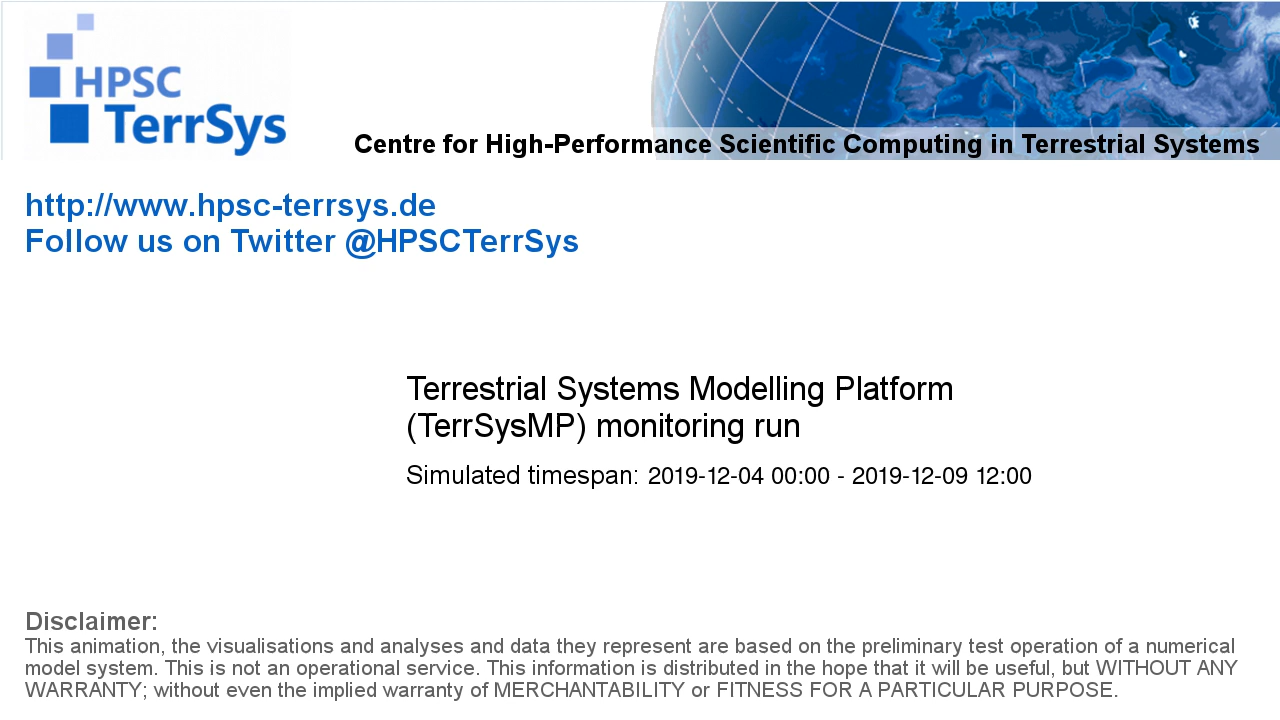 HPSC
TerrSys
Centre for High-Performance Scientific Computing in Terrestrial Systems
http://www.hpsc-terrsys.de
Follow us on Twitter @HPSCTerrSys
Terrestrial Systems Modelling Platform
(TerrSysMP) monitoring run
Simulated timespan: 2019-12-04 00:00 - 2019-12-09 12:00
Disclaimer:
This animation, the visualisations and analyses and data they represent are based on the preliminary test operation of a numerical
model system. This is not an operational service. This information is distributed in the hope that it will be useful, but WITHOUT ANY
WARRANTY; without even the implied warranty of MERCHANTABILITY or FITNESS FOR A PARTICULAR PURPOSE.